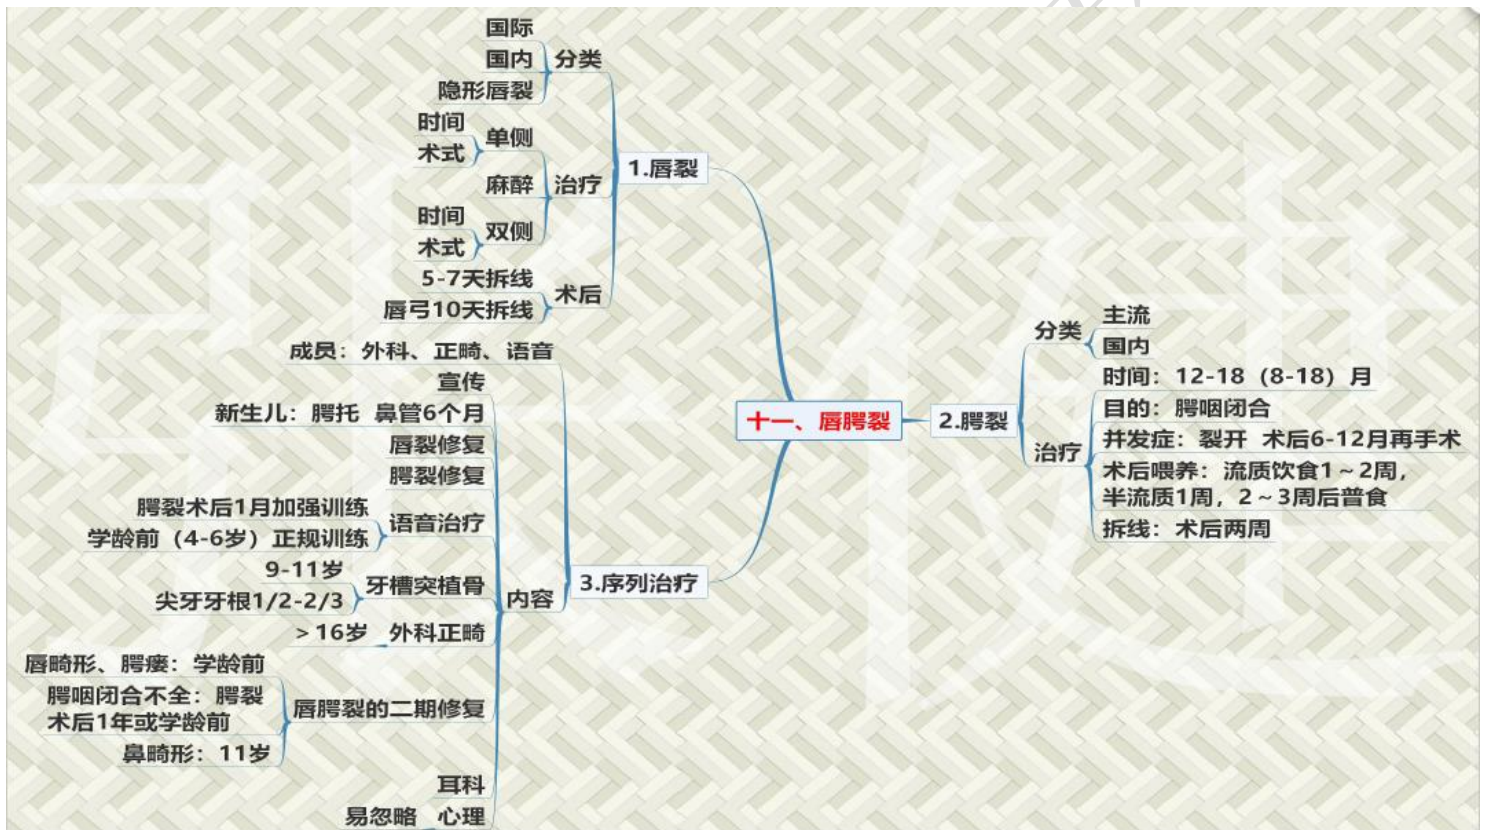 十一、唇腭裂
1.唇裂
分类
国际
国内
隐形唇裂
治疗
单侧
时间
术式
麻醉
双侧
时间
术式
术后
5-7天拆线
唇弓10天拆线
2.腭裂
分类
主流
国内
治疗
时间：12-18（8-18）月
目的：腭咽闭合
并发症：裂开 术后6-12月再手术
术后喂养：流质饮食1～2周，
半流质1周，2～3周后普食
拆线：术后两周
3.序列治疗
成员：外科、正畸、语音
内容
宣传
新生儿：腭托 鼻管6个月
唇裂修复
腭裂修复
语音治疗
腭裂术后1月加强训练
学龄前（4-6岁）正规训练
牙槽突植骨
9-11岁
尖牙牙根1/2-2/3
外科正畸
＞16岁
唇腭裂的二期修复
唇畸形、腭瘘：学龄前
腭咽闭合不全：腭裂
术后1年或学龄前
鼻畸形：11岁
耳科
心理
易忽略